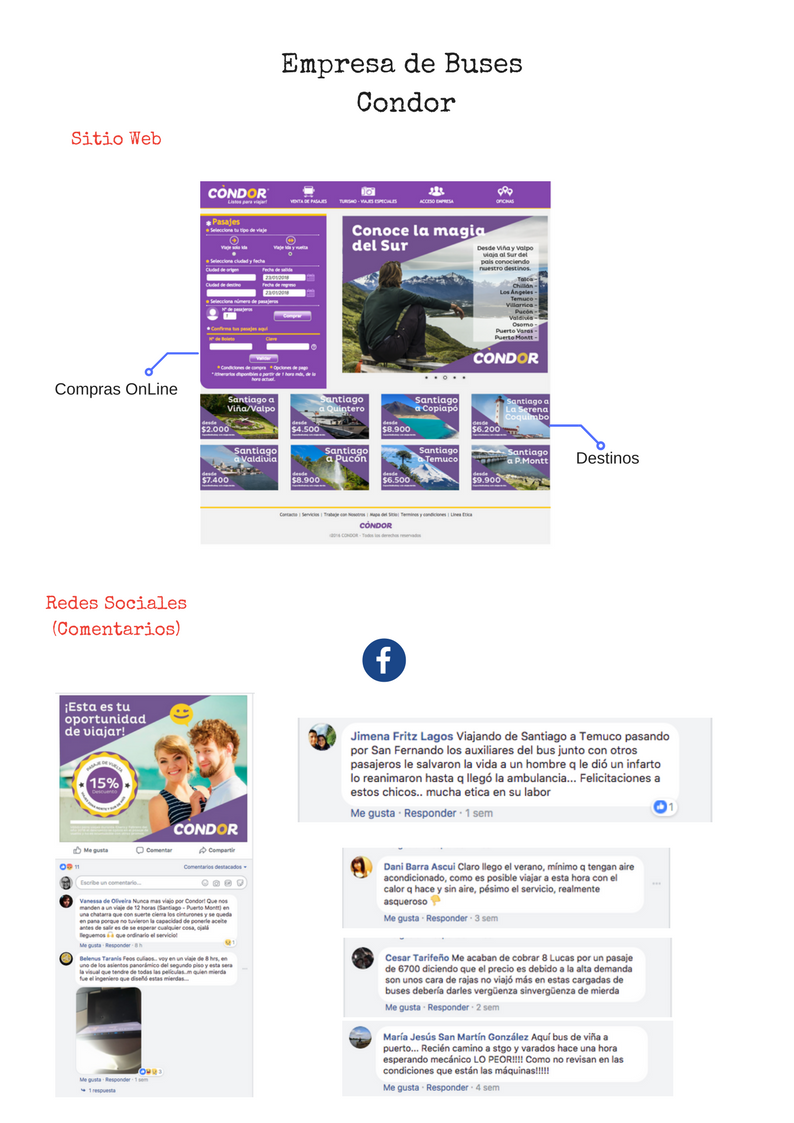 Empresa de Buses
Condor
Sitio Web
CÓNDOR
Listos para viajar!
VENTA DE PASAJES
TURISMO - VIAJES ESPECIALES
ACCESO EMPRESA
OFICINAS
Pasajes
Selecciona tu tipo de viaje
Viaje solo ida
Viaje ida y vuelta
Selecciona ciudad y fecha
Ciudad de origen
Fecha de salida
23/01/2018
Ciudad de destino
Fecha de regreso
23/01/2018
Selecciona número de pasajeros
N° de pasajeros
1
Comprar
Confirma tus pasajes aquí
N° de Boleto
Clave
Validar
Condiciones de compra
Opciones de pago
* Itinerarios disponibles a partir de 1 hora más, de la
hora actual.
Conoce la magia
del Sur
Desde Viña y Valpo
viaja al Sur del
país conociendo
nuestro destinos.
Talca -
Chillán -
Los Ángeles -
Temuco -
Villarrica -
Pucón -
Valdivia -
Osorno -
Puerto Varas -
Puerto Montt -
CÓNDOR
Compras OnLine
Santiago a
Viña/Valpo
desde
$2.000
Santiago
a Quintero
desde
$4.500
Santiago
a Copiapó
desde
$8.900
Santiago a
La Serena
Coquimbo
desde
$6.200
Destinos
Santiago
a Valdivia
desde
$7.400
Santiago
a Pucón
desde
$8.900
Santiago
a Temuco
desde
$6.500
Santiago
a P.Montt
desde
$9.900
Contacto | Servicios | Trabaje con Nosotros | Mapa del Sitio| Terminos y condiciones | Línea Ética
CÓNDOR
2016 CONDOR - Todos los derechos reservados
Redes Sociales
(Comentarios)
f
¡Esta es tu
oportunidad
de viajar!
PASAJE DE VUELTA
15%
Descuento
CÓNDOR
Me gusta
Comentar
Compartir
11
Comentarios destacados
Escribe un comentario...
Vanessa de Oliveira Nunca mas viajo por Condor! Que nos
manden a un viaje de 12 horas (Santiago - Puerto Montt) en
una chatarra que con suerte cierra los cinturones y se queda
en pana porque no tuvieron la capacidad de ponerle aceite
antes de salir es de se esperar cualquier cosa, ojalá
lleguemos 🙌 que ordinario el servicio!
1
Me gusta · Responder · 8 h
Belenus Taranis Feos culiaos.. voy en un viaje de 8 hrs, en
uno de los asientos panorámico del segundo piso y esta sera
la visual que tendre de todas las peliculas..m quien mierda
fue el ingeniero que diseñó estas mierdas...
3
Me gusta · Responder · 1 sem
1 respuesta
Jimena Fritz Lagos Viajando de Santiago a Temuco pasando
por San Fernando los auxiliares del bus junto con otros
pasajeros le salvaron la vida a un hombre q le dió un infarto
lo reanimaron hasta q llegó la ambulancia... Felicitaciones a
estos chicos.. mucha etica en su labor
1
Me gusta · Responder · 1 sem
Dani Barra Ascui Claro llego el verano, mínimo q tengan aire
acondicionado, como es posible viajar a esta hora con el
calor q hace y sin aire, pésimo el servicio, realmente
asqueroso 👎
Me gusta · Responder · 3 sem
Cesar Tarifeño Me acaban de cobrar 8 Lucas por un pasaje
de 6700 diciendo que el precio es debido a la alta demanda
son unos cara de rajas no viajó más en estas cargadas de
buses debería darles vergüenza sinvergüenza de mierda
Me gusta · Responder · 2 sem
María Jesús San Martín González Aquí bus de viña a
puerto... Recién camino a stgo y varados hace una hora
esperando mecánico LO PEOR!!!! Como no revisan en las
condiciones que están las máquinas!!!!!
Me gusta · Responder · 4 sem